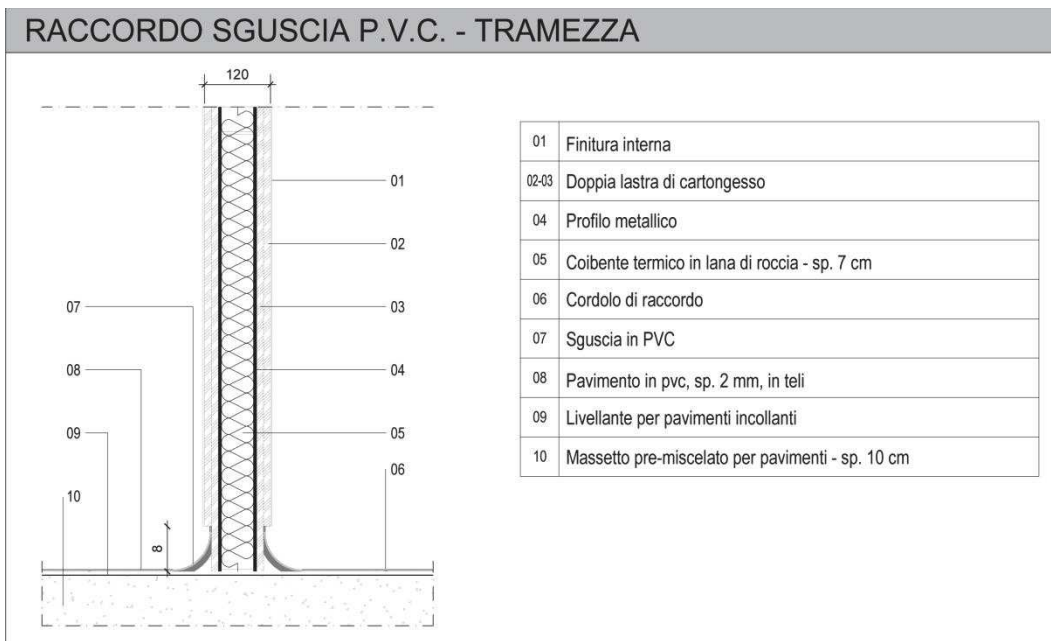 RACCORDO SGUSCIA P.V.C. - TRAMEZZA
120
01
02
03
04
05
06
07
08
09
10
8
01 Finitura interna
02-03 Doppia lastra di cartongesso
04 Profilo metallico
05 Coibente termico in lana di roccia - sp. 7 cm
06 Cordolo di raccordo
07 Sguscia in PVC
08 Pavimento in pvc, sp. 2 mm, in teli
09 Livellante per pavimenti incollanti
10 Massetto pre-miscelato per pavimenti - sp. 10 cm